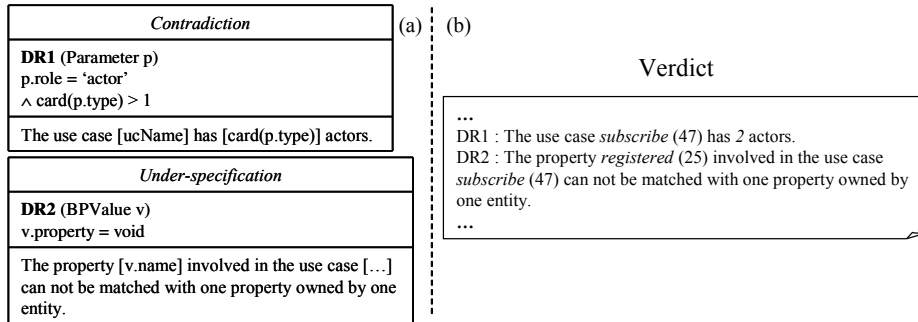 Contradiction
DR1 (Parameter p)
p.role = ‘actor’
∧ card(p.type) > 1
The use case [ucName] has [card(p.type)] actors.
Under-specification
DR2 (BPValue v)
v.property = void
The property [v.name] involved in the use case […]
can not be matched with one property owned by one
entity.
(a)
(b)
Verdict
...
DR1 : The use case subscribe (47) has 2 actors.
DR2 : The property registered (25) involved in the use case
subscribe (47) can not be matched with one property owned by
one entity.
...